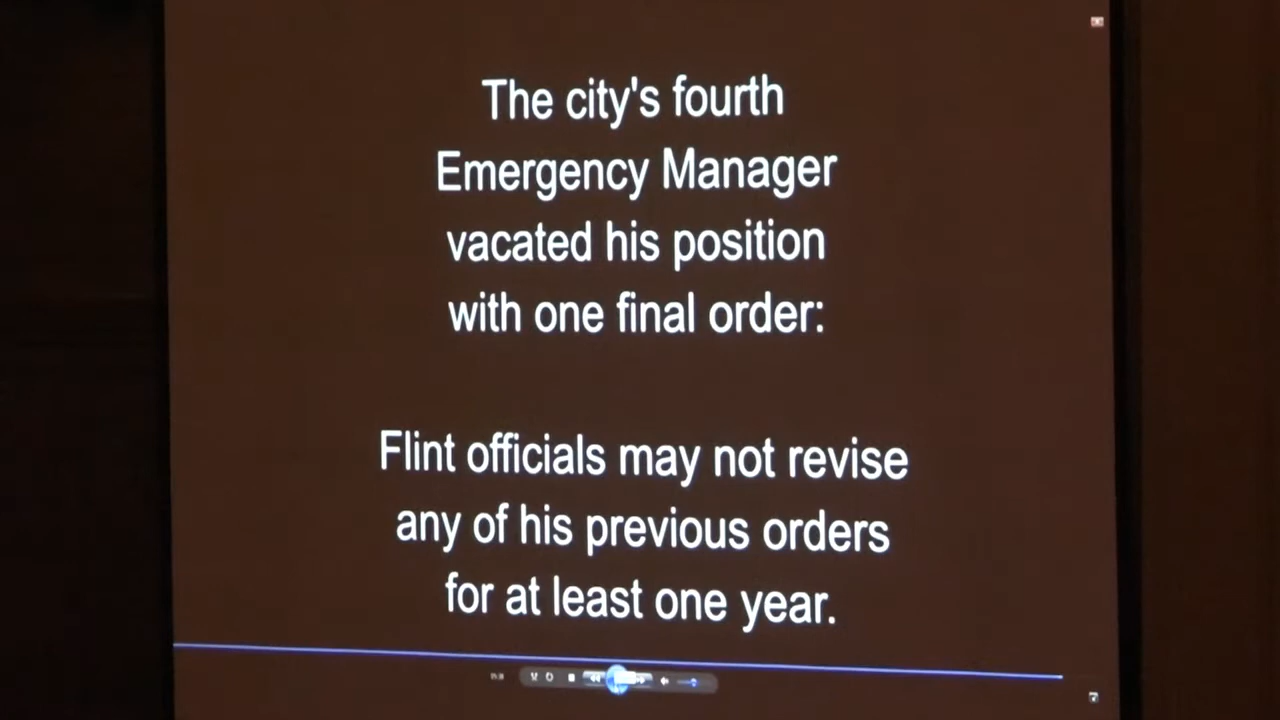 The city's fourth
Emergency Manager
vacated his position
with one final order:
Flint officials may not revise
any of his previous orders
for at least one year.